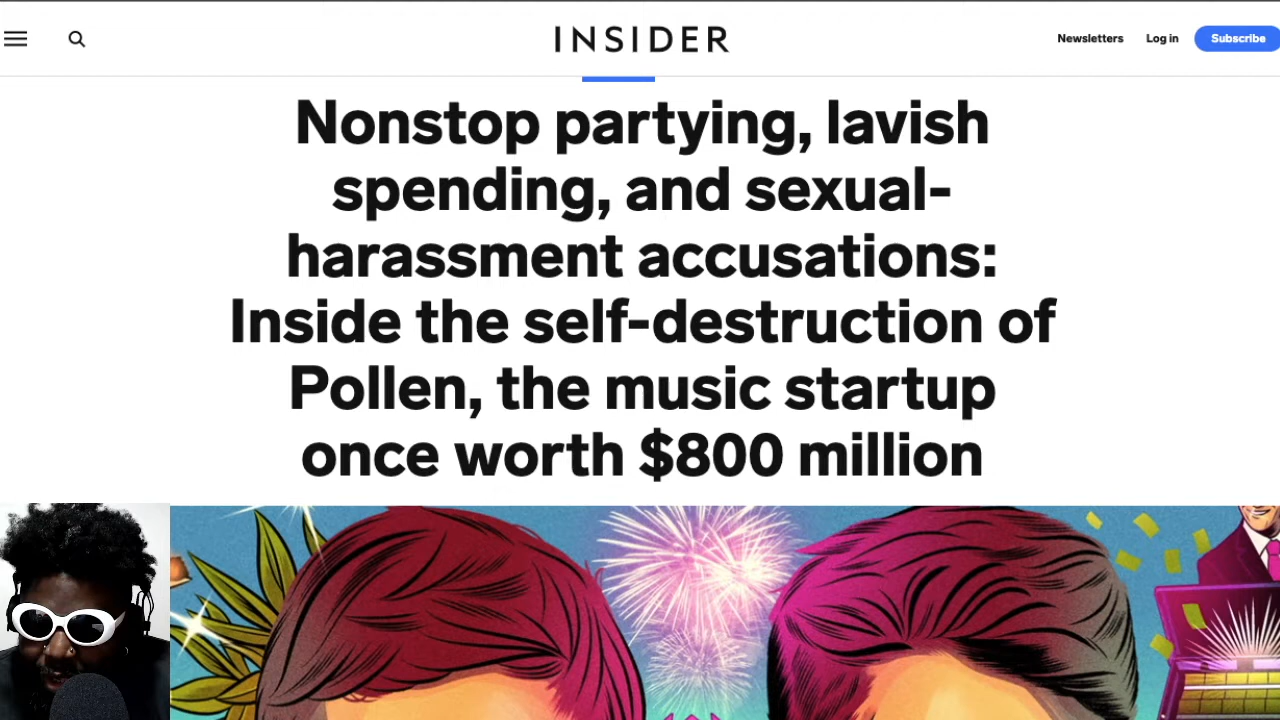 INSIDER
Newsletters
Log in
Subscribe
Nonstop partying, lavish
spending, and sexual-
harassment accusations:
Inside the self-destruction of
Pollen, the music startup
once worth $800 million